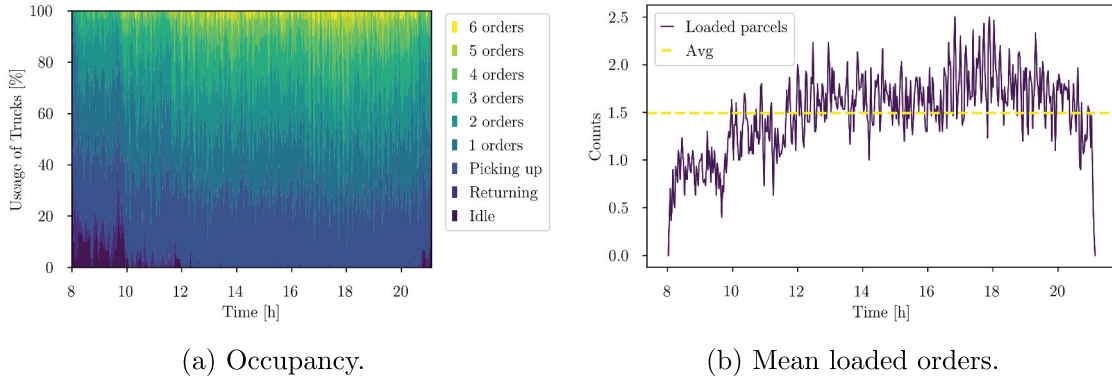 100
80
60
40
20
0
Uscage of Trucks [%]
8 10 12 14 16 18 20
Time [h]
6 orders
5 orders
4 orders
3 orders
2 orders
1 orders
Picking up
Returning
Idle
(a) Occupancy.
2.5
2.0
1.5
1.0
0.5
0.0
Counts
Loaded parcels
Avg
8 10 12 14 16 18 20
Time [h]
(b) Mean loaded orders.